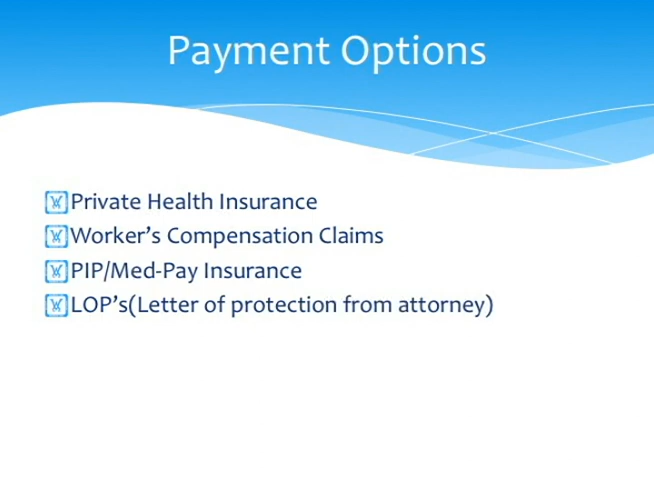 Payment Options
Private Health Insurance
Worker’s Compensation Claims
PIP/Med-Pay Insurance
LOP’s(Letter of protection from attorney)